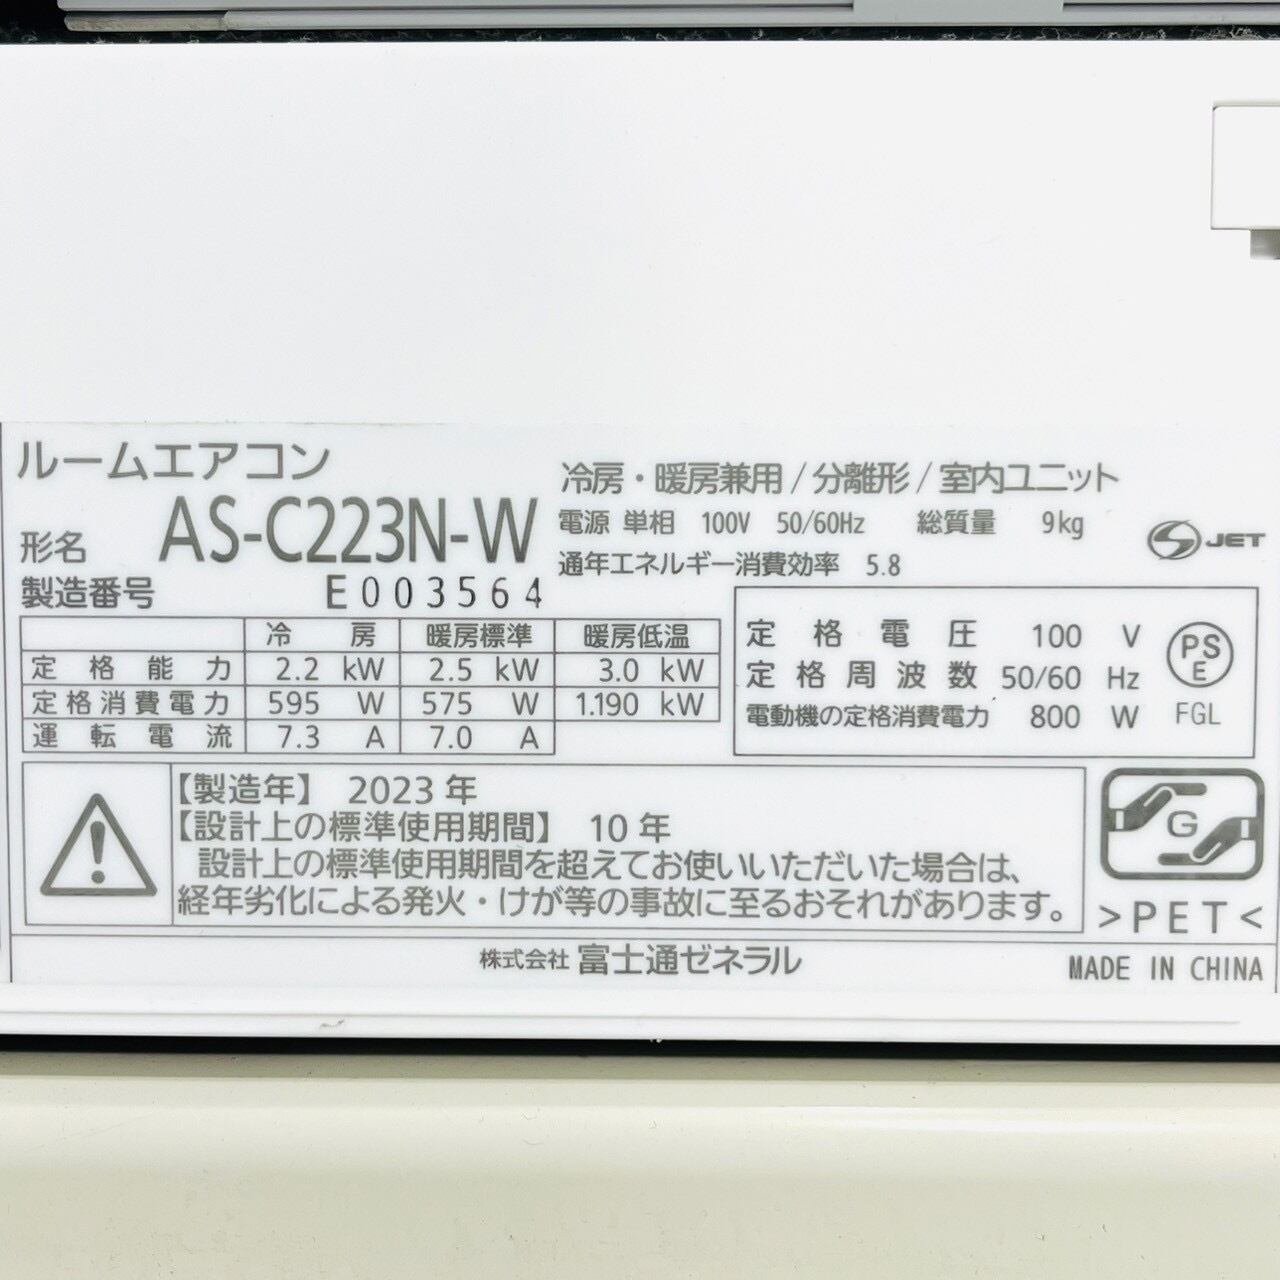 ルームエアコン
形名 AS-C223N-W
製造番号 E003564
冷房・暖房兼用/分離形/室内ユニット
電源 単相 100V 50/60Hz 総質量 9kg
通年エネルギー消費効率 5.8
JET
冷房 暖房標準 暖房低温
定格能力 2.2 kW 2.5 kW 3.0 kW
定格消費電力 595 W 575 W 1.190 kW
運転電流 7.3 A 7.0 A
定格電圧 100 V
定格周波数 50/60 Hz
電動機の定格消費電力 800 W
PS
E
FGL
【製造年】 2023年
【設計上の標準使用期間】 10年
設計上の標準使用期間を超えてお使いいただいた場合は、
経年劣化による発火・けが等の事故に至るおそれがあります。
G
>PET<
株式会社 富士通ゼネラル
MADE IN CHINA